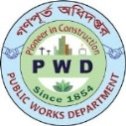 গণপূর্ত অধিদপ্তর
Pioneer in Construction
PWD
Since 1854
PUBLIC WORKS DEPARTMENT